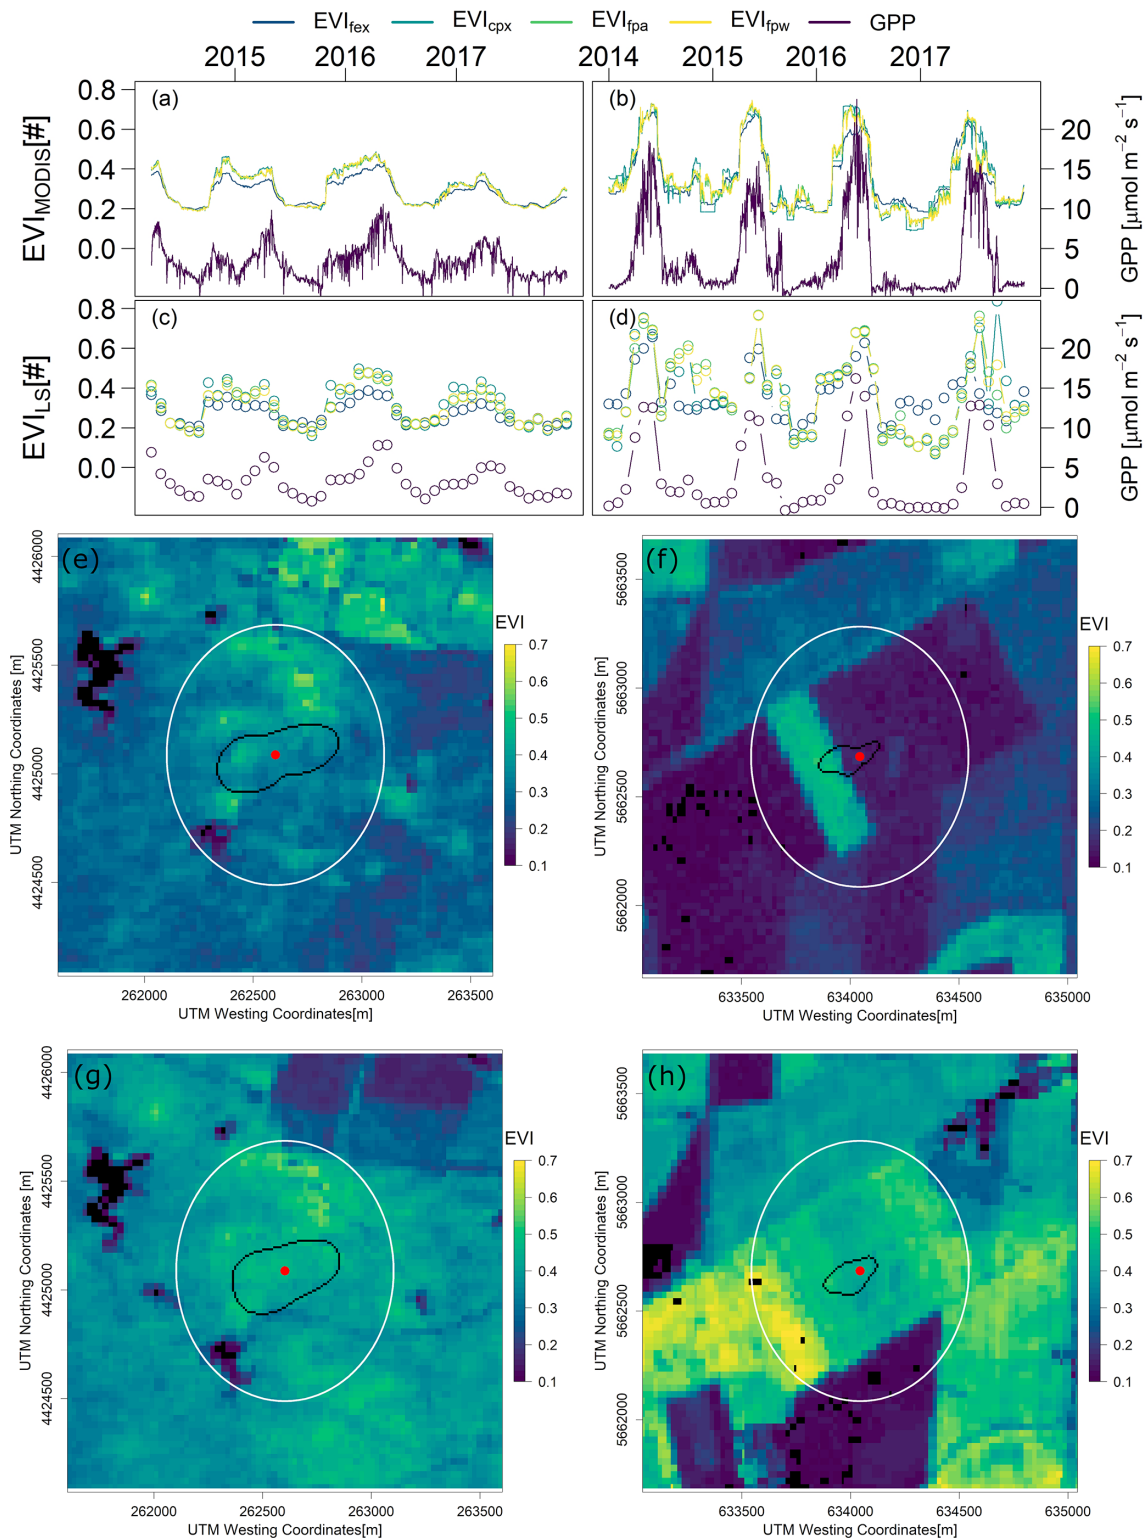 EVIfex EVIcpx EVIfpa EVIfpw GPP
2015 2016 2017 2014 2015 2016 2017
(a) (b)
0.8
0.6
0.4
0.2
0.0
EVIMODIS[#]
20
15
10
5
0
GPP [μmol m−2 s−1]
(c) (d)
0.8
0.6
0.4
0.2
0.0
EVILS[#]
20
15
10
5
0
GPP [μmol m−2 s−1]
(e)
4426000
4425500
4425000
4424500
UTM Northing Coordinates [m]
262000 262500 263000 263500
UTM Westing Coordinates[m]
EVI
0.7
0.6
0.5
0.4
0.3
0.2
0.1
(f)
5663500
5663000
5662500
5662000
UTM Northing Coordinates [m]
633500 634000 634500 635000
UTM Westing Coordinates[m]
EVI
0.7
0.6
0.5
0.4
0.3
0.2
0.1
(g)
4426000
4425500
4425000
4424500
UTM Northing Coordinates [m]
262000 262500 263000 263500
UTM Westing Coordinates[m]
EVI
0.7
0.6
0.5
0.4
0.3
0.2
0.1
(h)
5663500
5663000
5662500
5662000
UTM Northing Coordinates [m]
633500 634000 634500 635000
UTM Westing Coordinates[m]
EVI
0.7
0.6
0.5
0.4
0.3
0.2
0.1